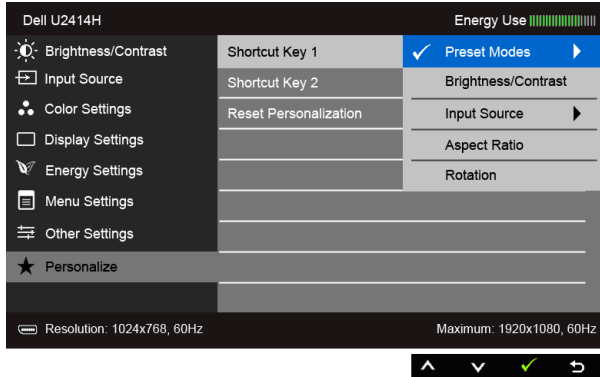 Dell U2414H Energy Use
Brightness/Contrast Shortcut Key 1 Preset Modes
Input Source Shortcut Key 2 Brightness/Contrast
Color Settings Reset Personalization Input Source
Display Settings Aspect Ratio
Energy Settings Rotation
Menu Settings
Other Settings
Personalize
Resolution: 1024x768, 60Hz Maximum: 1920x1080, 60Hz